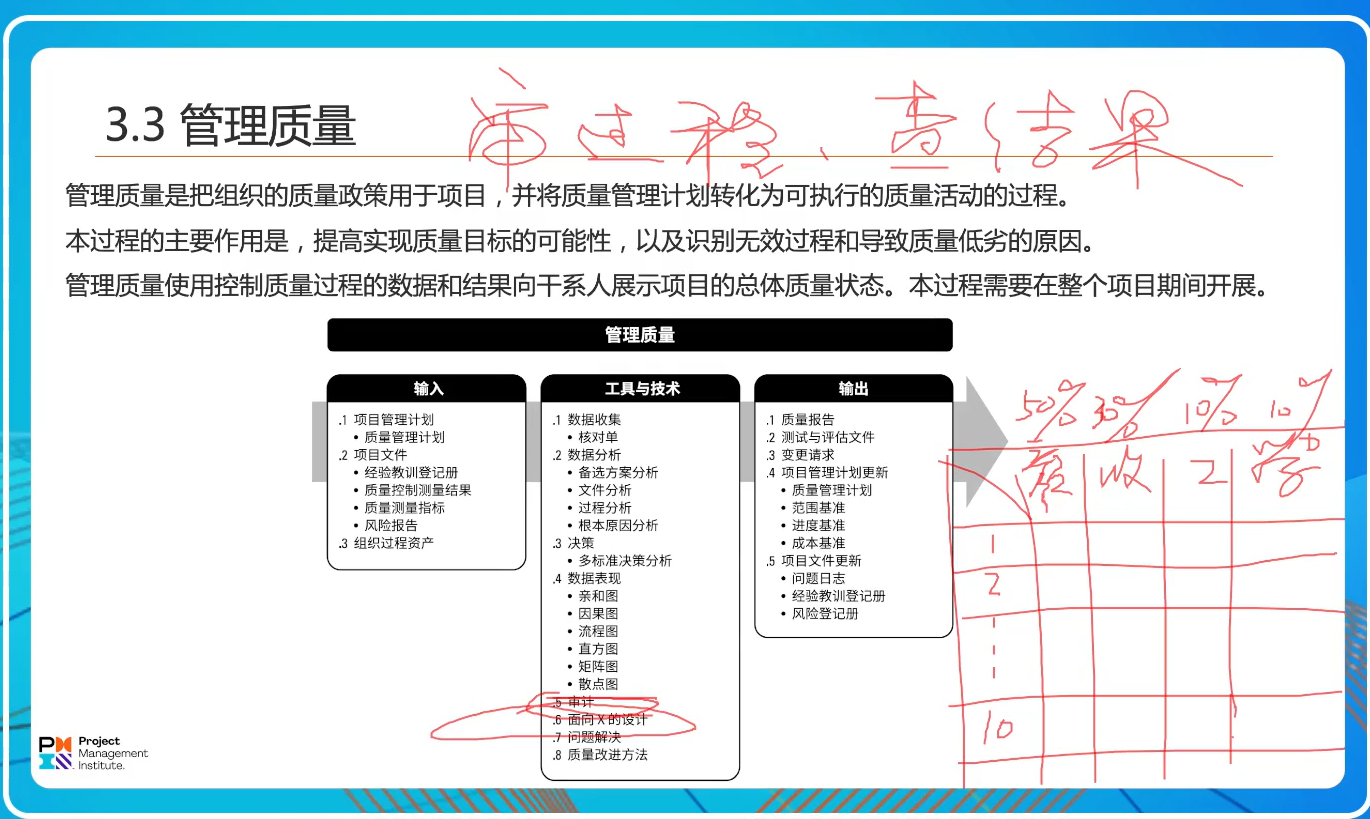 3.3 管理质量
审过程、查结果
管理质量是把组织的质量政策用于项目，并将质量管理计划转化为可执行的质量活动的过程。
本过程的主要作用是，提高实现质量目标的可能性，以及识别无效过程和导致质量低劣的原因。
管理质量使用控制质量过程的数据和结果向干系人展示项目的总体质量状态。本过程需要在整个项目期间开展。
管理质量
输入
.1 项目管理计划
• 质量管理计划
.2 项目文件
• 经验教训登记册
• 质量控制测量结果
• 质量测量指标
• 风险报告
.3 组织过程资产
工具与技术
.1 数据收集
• 核对单
.2 数据分析
• 备选方案分析
• 文件分析
• 过程分析
• 根本原因分析
.3 决策
• 多标准决策分析
.4 数据表现
• 亲和图
• 因果图
• 流程图
• 直方图
• 矩阵图
• 散点图
.5 审计
.6 面向 X 的设计
.7 问题解决
.8 质量改进方法
输出
.1 质量报告
.2 测试与评估文件
.3 变更请求
.4 项目管理计划更新
• 质量管理计划
• 范围基准
• 进度基准
• 成本基准
.5 项目文件更新
• 问题日志
• 经验教训登记册
• 风险登记册
50% 30% 10% 10%
收 工 学
1
2
10
Project
Management
Institute.